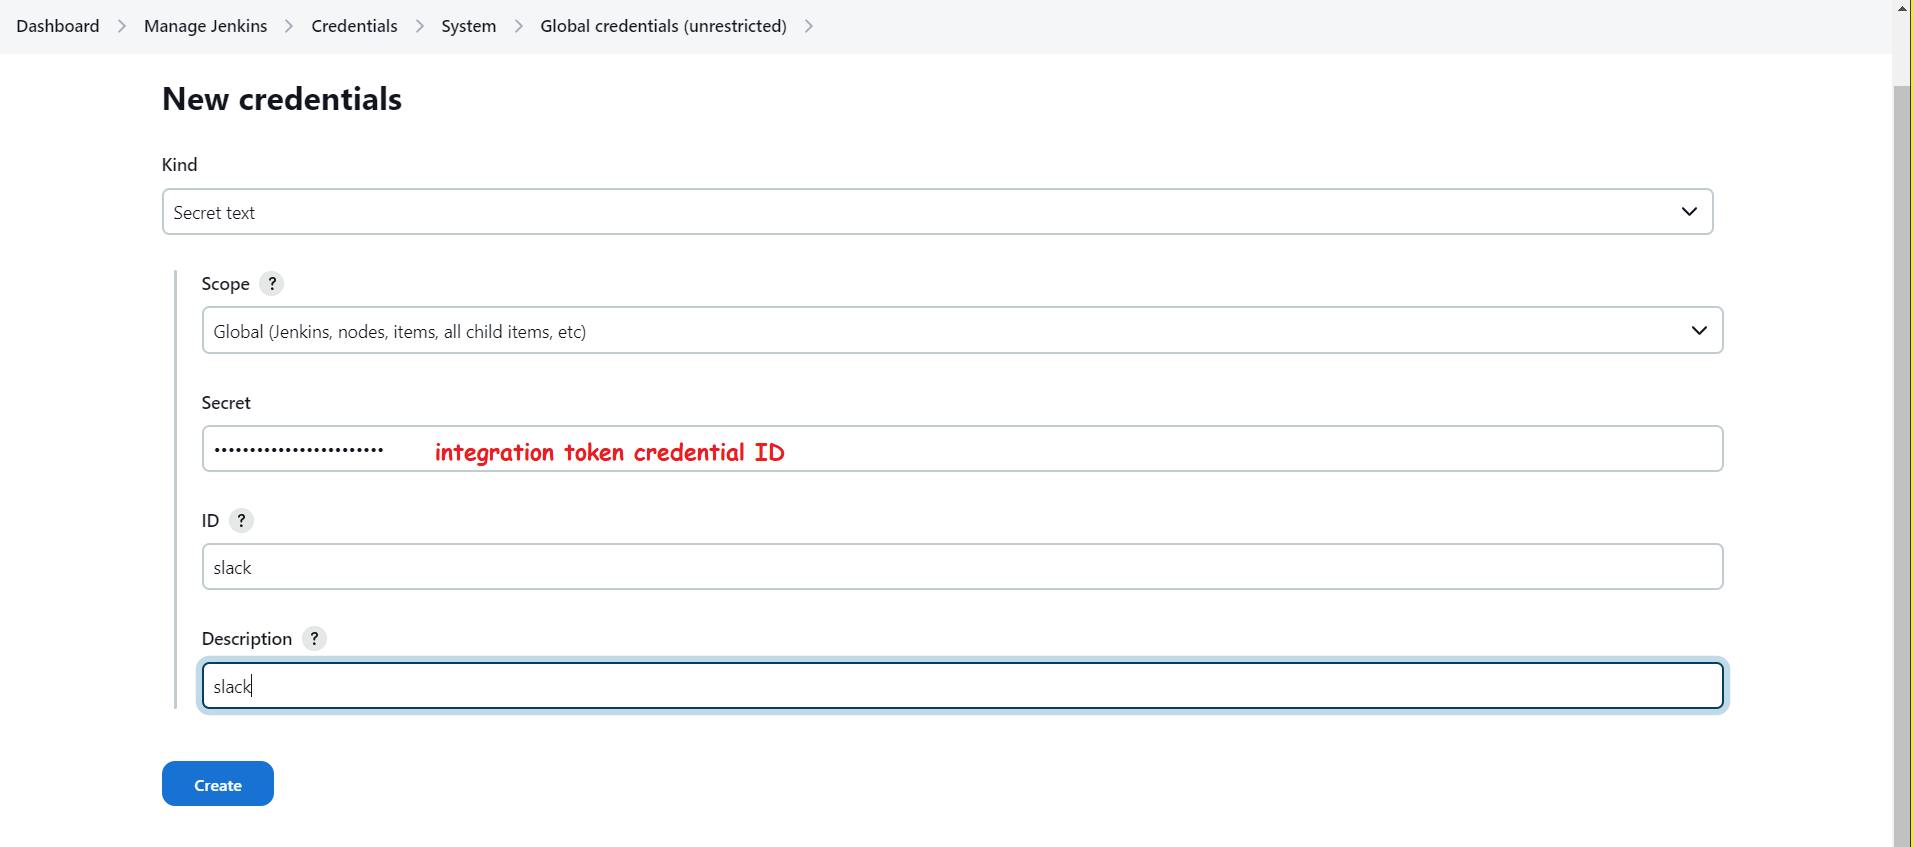 Dashboard > Manage Jenkins > Credentials > System > Global credentials (unrestricted) >
New credentials
Kind
Secret text
Scope ?
Global (Jenkins, nodes, items, all child items, etc)
Secret
•••••••••••••••••••••••• integration token credential ID
ID ?
slack
Description ?
slack
Create